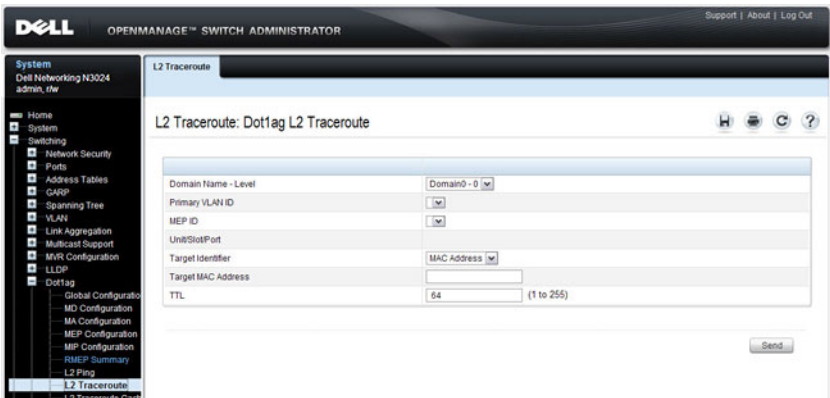 Support | About | Log Out
DELL
OPENMANAGE™ SWITCH ADMINISTRATOR
System
Dell Networking N3024
admin, r/w
Home
System
Switching
Network Security
Ports
Address Tables
GARP
Spanning Tree
VLAN
Link Aggregation
Multicast Support
MVR Configuration
LLDP
Dot1ag
Global Configuratio
MD Configuration
MA Configuration
MEP Configuration
MIP Configuration
RMEP Summary
L2 Ping
L2 Traceroute
L2 Traceroute Cach
L2 Traceroute
L2 Traceroute: Dot1ag L2 Traceroute
Domain Name - Level Domain0 - 0
Primary VLAN ID
MEP ID
Unit/Slot/Port
Target Identifier MAC Address
Target MAC Address
TTL 64 (1 to 255)
Send